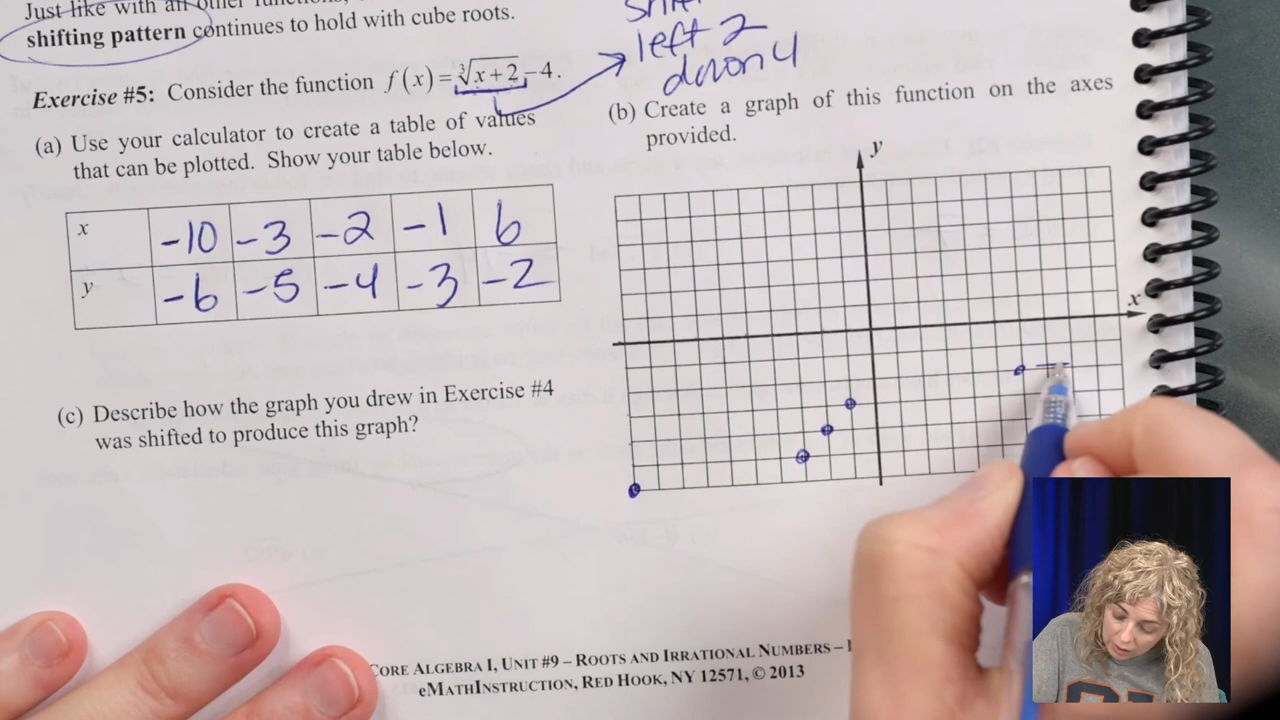 Just like with all other functions,
shifting pattern continues to hold with cube roots.
left 2
down 4
Exercise #5: Consider the function f(x)=∛x+2 −4.
(a) Use your calculator to create a table of values
that can be plotted. Show your table below.
(b) Create a graph of this function on the axes
provided.
y
x
x -10 -3 -2 -1 6
y -6 -5 -4 -3 -2
(c) Describe how the graph you drew in Exercise #4
was shifted to produce this graph?
CORE ALGEBRA I, UNIT #9 – ROOTS AND IRRATIONAL NUMBERS –
eMATHINSTRUCTION, RED HOOK, NY 12571, © 2013